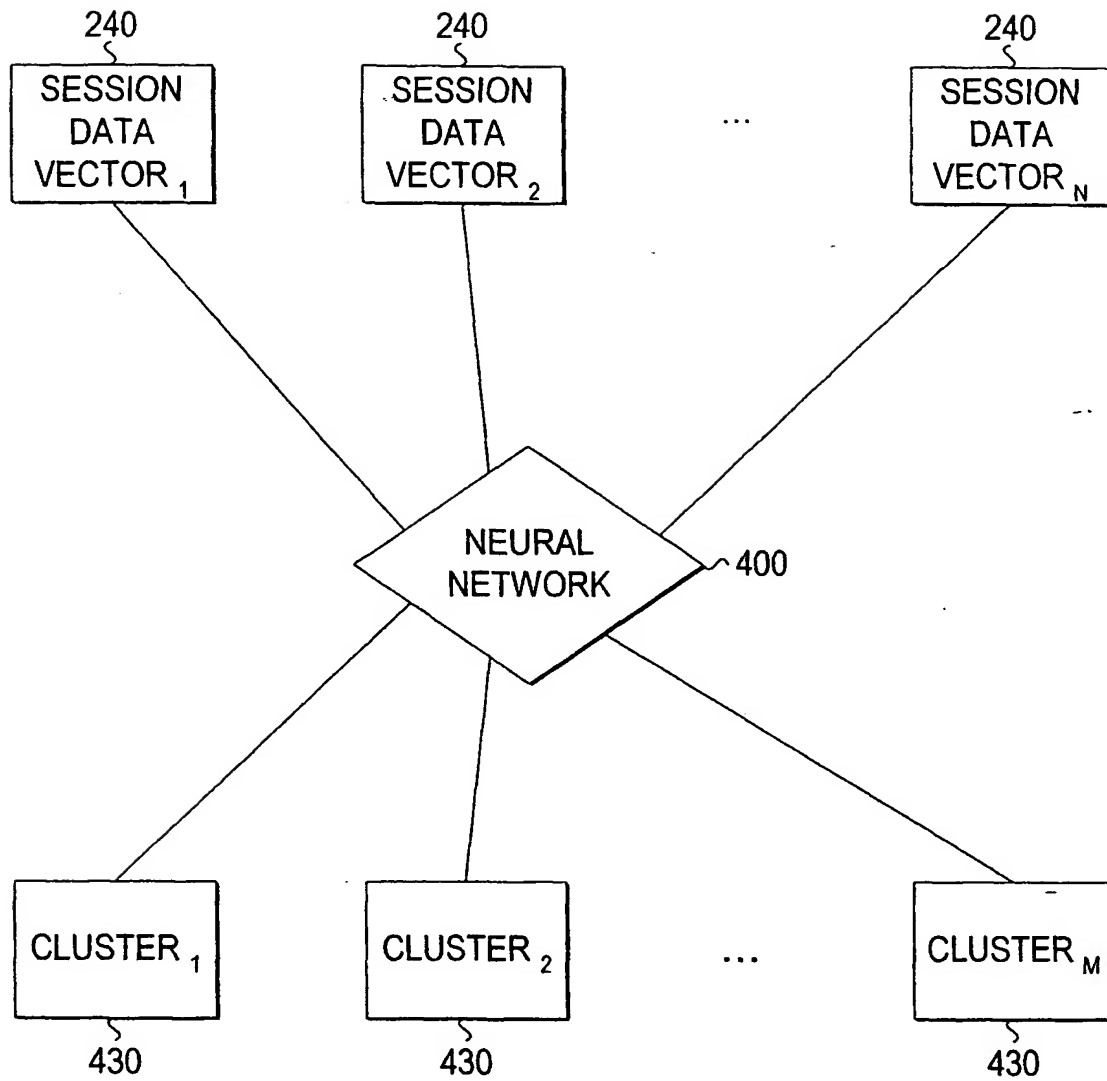 240 240 240
SESSION DATA VECTOR 1
SESSION DATA VECTOR 2
...
SESSION DATA VECTOR N
NEURAL NETWORK
400
CLUSTER 1
CLUSTER 2
...
CLUSTER M
430 430 430